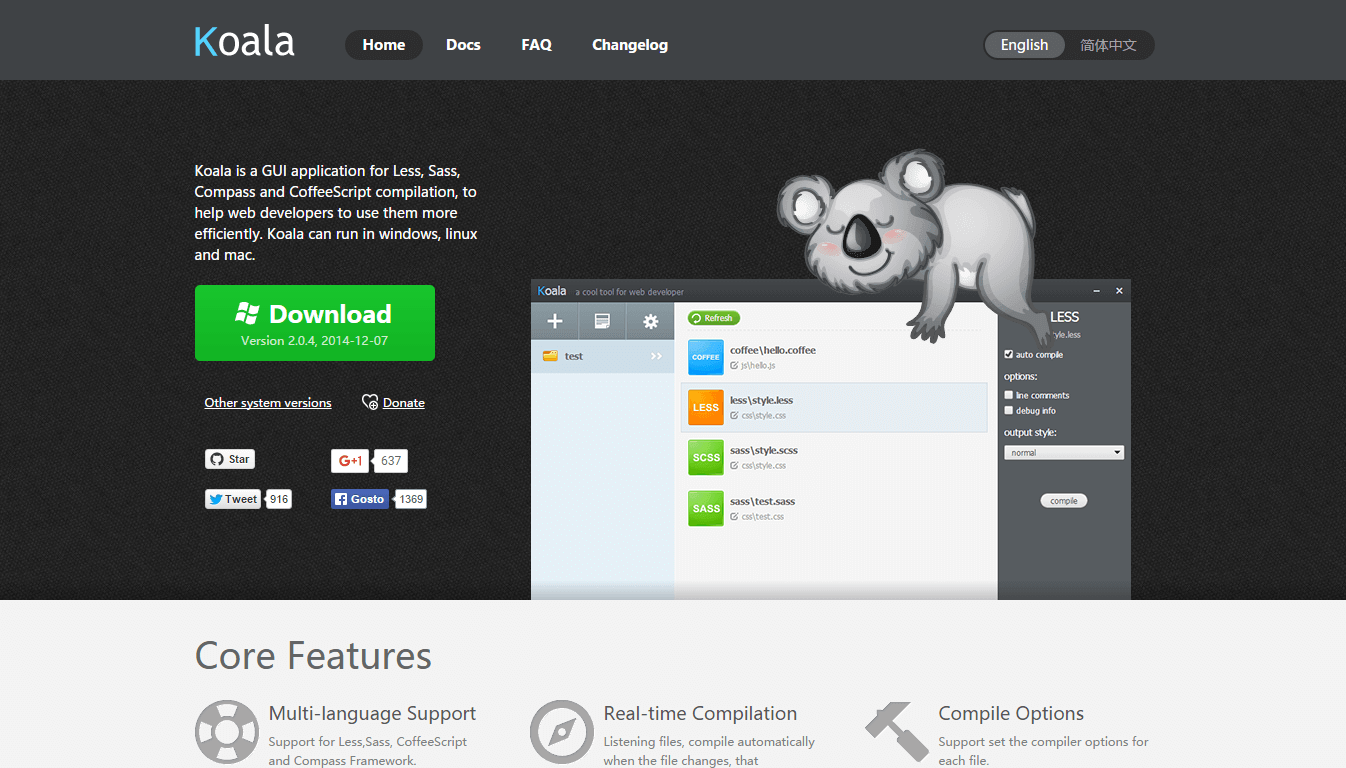 Koala
Home
Docs
FAQ
Changelog
English
简体中文
Koala is a GUI application for Less, Sass,
Compass and CoffeeScript compilation, to
help web developers to use them more
efficiently. Koala can run in windows, linux
and mac.
Download
Version 2.0.4, 2014-12-07
Other system versions
Donate
Star
G+1
637
Tweet
916
Gosto
1369
Koala a cool tool for web developer
test
Refresh
COFFEE
coffee\hello.coffee
js\hello.js
LESS
less\style.less
css\style.css
SCSS
sass\style.scss
css\style.css
SASS
sass\test.sass
css\test.css
LESS
tyle.less
auto compile
options:
line comments
debug info
output style:
normal
compile
Core Features
Multi-language Support
Support for Less,Sass, CoffeeScript
and Compass Framework.
Real-time Compilation
Listening files, compile automatically
when the file changes, that
Compile Options
Support set the compiler options for
each file.